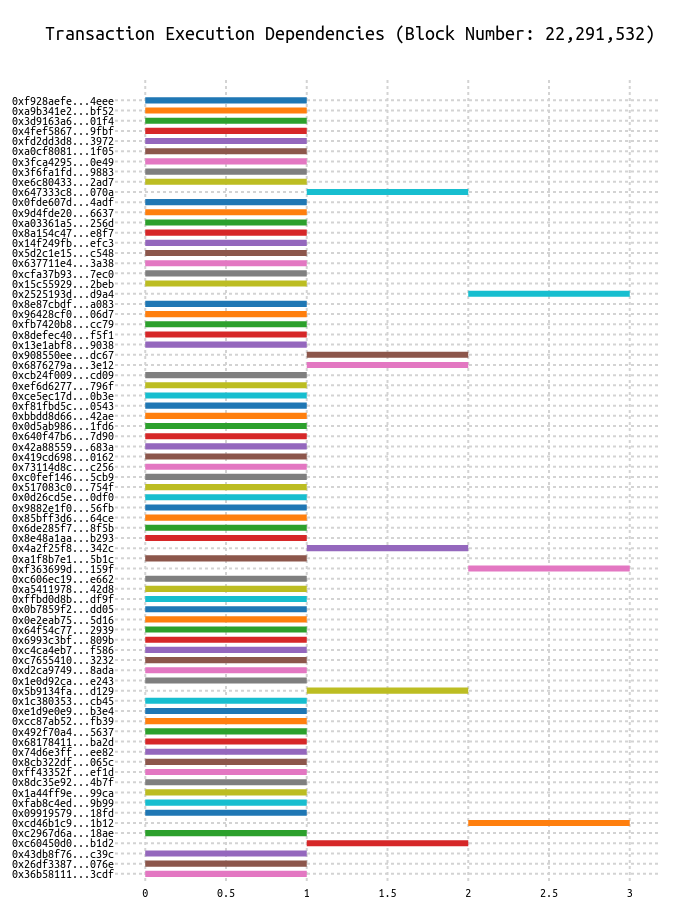 Transaction Execution Dependencies (Block Number: 22,291,532)
0xf928aefe...4eee
0xa9b341e2...bf52
0x3d9163a6...01f4
0x4fef5867...9fbf
0xfd2dd3d8...3972
0xa0cf8081...1f05
0x3fca4295...0e49
0x3f6fa1fd...9883
0xe6c80433...2ad7
0x647333c8...070a
0x0fde607d...4adf
0x9d4fde20...6637
0xa03361a5...256d
0x8a154c47...e8f7
0x14f249fb...efc3
0x5d2c1e15...c548
0x637711e4...3a38
0xcfa37b93...7ec0
0x15c55929...2beb
0x2525193d...d9a4
0x8e87cbdf...a083
0x96428cf0...06d7
0xfb7420b8...cc79
0x8defec40...f5f1
0x13e1abf8...9038
0x908550ee...dc67
0x6876279a...3e12
0xcb24f009...cd09
0xef6d6277...796f
0xce5ec17d...0b3e
0xf81fbd5c...0543
0xbbdd8d66...42ae
0x0d5ab986...1fd6
0x640f47b6...7d90
0x42a88559...683a
0x419cd698...0162
0x73114d8c...c256
0xc0fef146...5cb9
0x517083c0...754f
0x0d26cd5e...0df0
0x9882e1f0...56fb
0x85bff3d6...64ce
0x6de285f7...8f5b
0x8e48a1aa...b293
0x4a2f25f8...342c
0xa1f8b7e1...5b1c
0xf363699d...159f
0xc606ec19...e662
0xa5411978...42d8
0xffbd0d8b...df9f
0x0b7859f2...dd05
0x0e2eab75...5d16
0x64f54c77...2939
0x6993c3bf...809b
0xc4ca4eb7...f586
0xc7655410...3232
0xd2ca9749...8ada
0x1e0d92ca...e243
0x5b9134fa...d129
0x1c380353...cb45
0xe1d9e0e9...b3e4
0xcc87ab52...fb39
0x492f70a4...5637
0x68178411...ba2d
0x74d6e3ff...ee82
0x8cb322df...065c
0xff43352f...ef1d
0x8dc35e92...4b7f
0x1a44ff9e...99ca
0xfab8c4ed...9b99
0x09919579...18fd
0xcd46b1c9...1b12
0xc2967d6a...18ae
0xc60450d0...b1d2
0x43db8f76...c39c
0x26df3387...076e
0x36b58111...3cdf
0 0.5 1 1.5 2 2.5 3